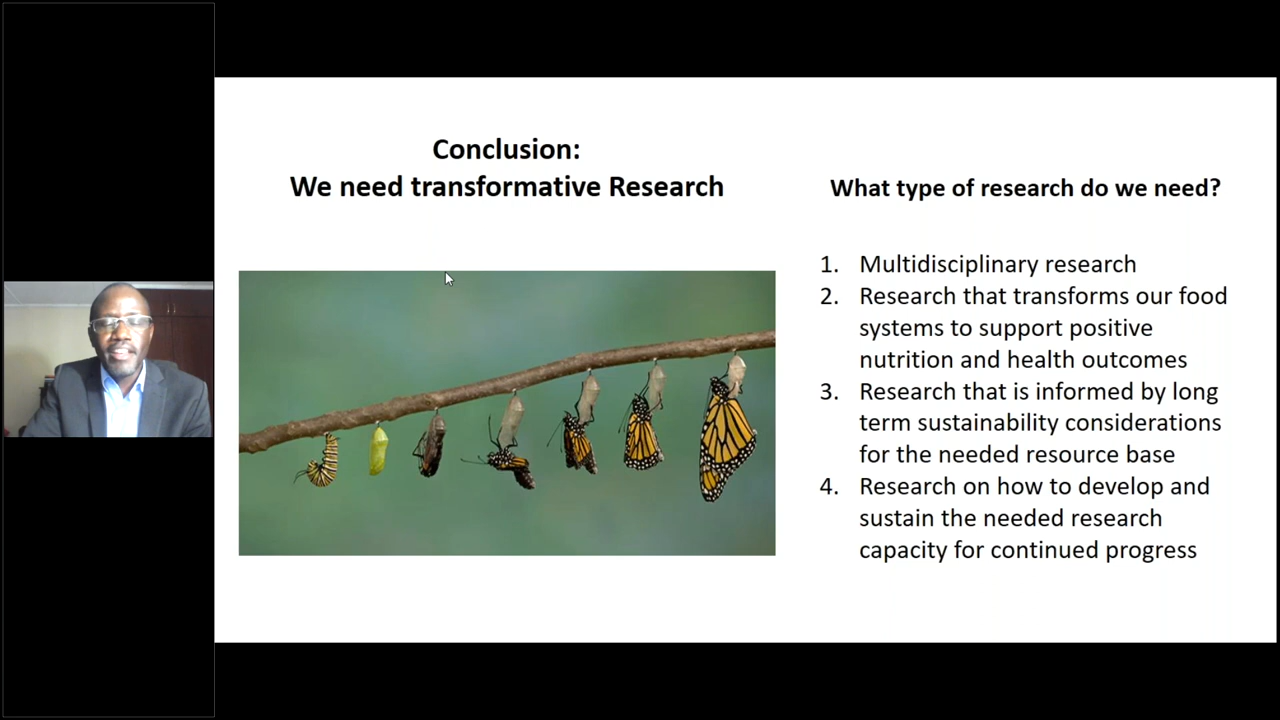 Conclusion:
We need transformative Research
What type of research do we need?
1. Multidisciplinary research
2. Research that transforms our food
systems to support positive
nutrition and health outcomes
3. Research that is informed by long
term sustainability considerations
for the needed resource base
4. Research on how to develop and
sustain the needed research
capacity for continued progress